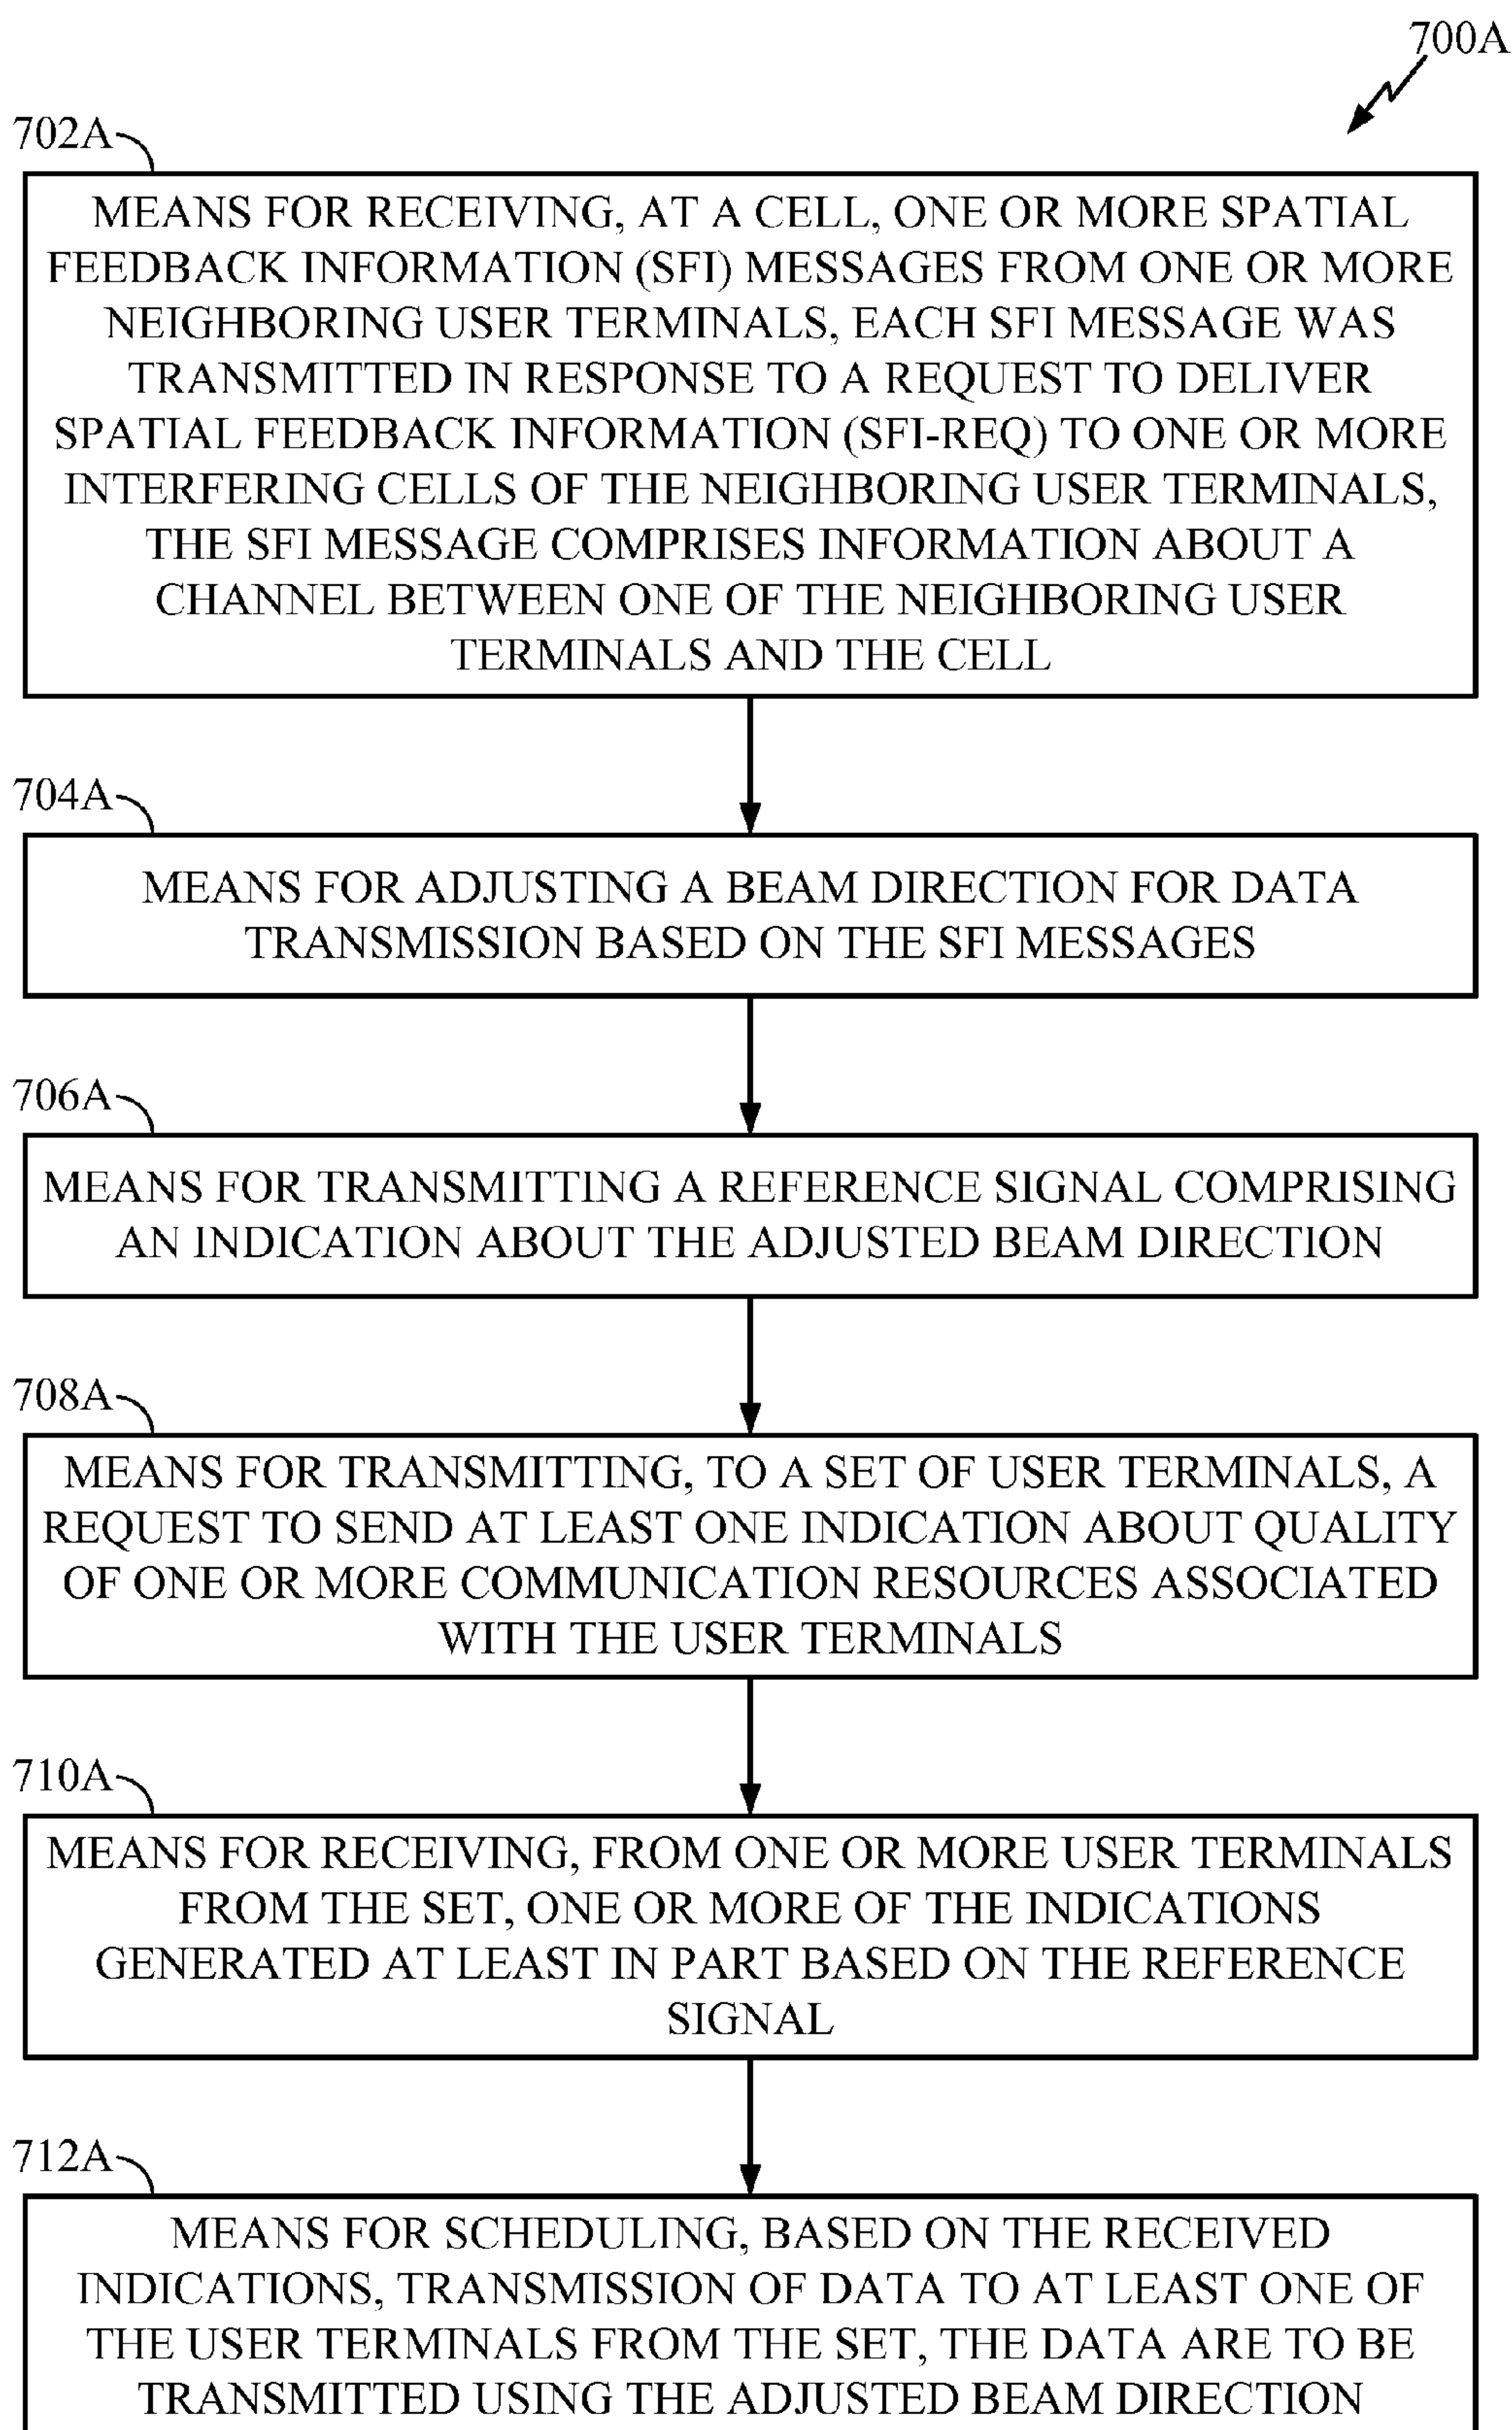 700A
702A
MEANS FOR RECEIVING, AT A CELL, ONE OR MORE SPATIAL
FEEDBACK INFORMATION (SFI) MESSAGES FROM ONE OR MORE
NEIGHBORING USER TERMINALS, EACH SFI MESSAGE WAS
TRANSMITTED IN RESPONSE TO A REQUEST TO DELIVER
SPATIAL FEEDBACK INFORMATION (SFI-REQ) TO ONE OR MORE
INTERFERING CELLS OF THE NEIGHBORING USER TERMINALS,
THE SFI MESSAGE COMPRISES INFORMATION ABOUT A
CHANNEL BETWEEN ONE OF THE NEIGHBORING USER
TERMINALS AND THE CELL
704A
MEANS FOR ADJUSTING A BEAM DIRECTION FOR DATA
TRANSMISSION BASED ON THE SFI MESSAGES
706A
MEANS FOR TRANSMITTING A REFERENCE SIGNAL COMPRISING
AN INDICATION ABOUT THE ADJUSTED BEAM DIRECTION
708A
MEANS FOR TRANSMITTING, TO A SET OF USER TERMINALS, A
REQUEST TO SEND AT LEAST ONE INDICATION ABOUT QUALITY
OF ONE OR MORE COMMUNICATION RESOURCES ASSOCIATED
WITH THE USER TERMINALS
710A
MEANS FOR RECEIVING, FROM ONE OR MORE USER TERMINALS
FROM THE SET, ONE OR MORE OF THE INDICATIONS
GENERATED AT LEAST IN PART BASED ON THE REFERENCE
SIGNAL
712A
MEANS FOR SCHEDULING, BASED ON THE RECEIVED
INDICATIONS, TRANSMISSION OF DATA TO AT LEAST ONE OF
THE USER TERMINALS FROM THE SET, THE DATA ARE TO BE
TRANSMITTED USING THE ADJUSTED BEAM DIRECTION